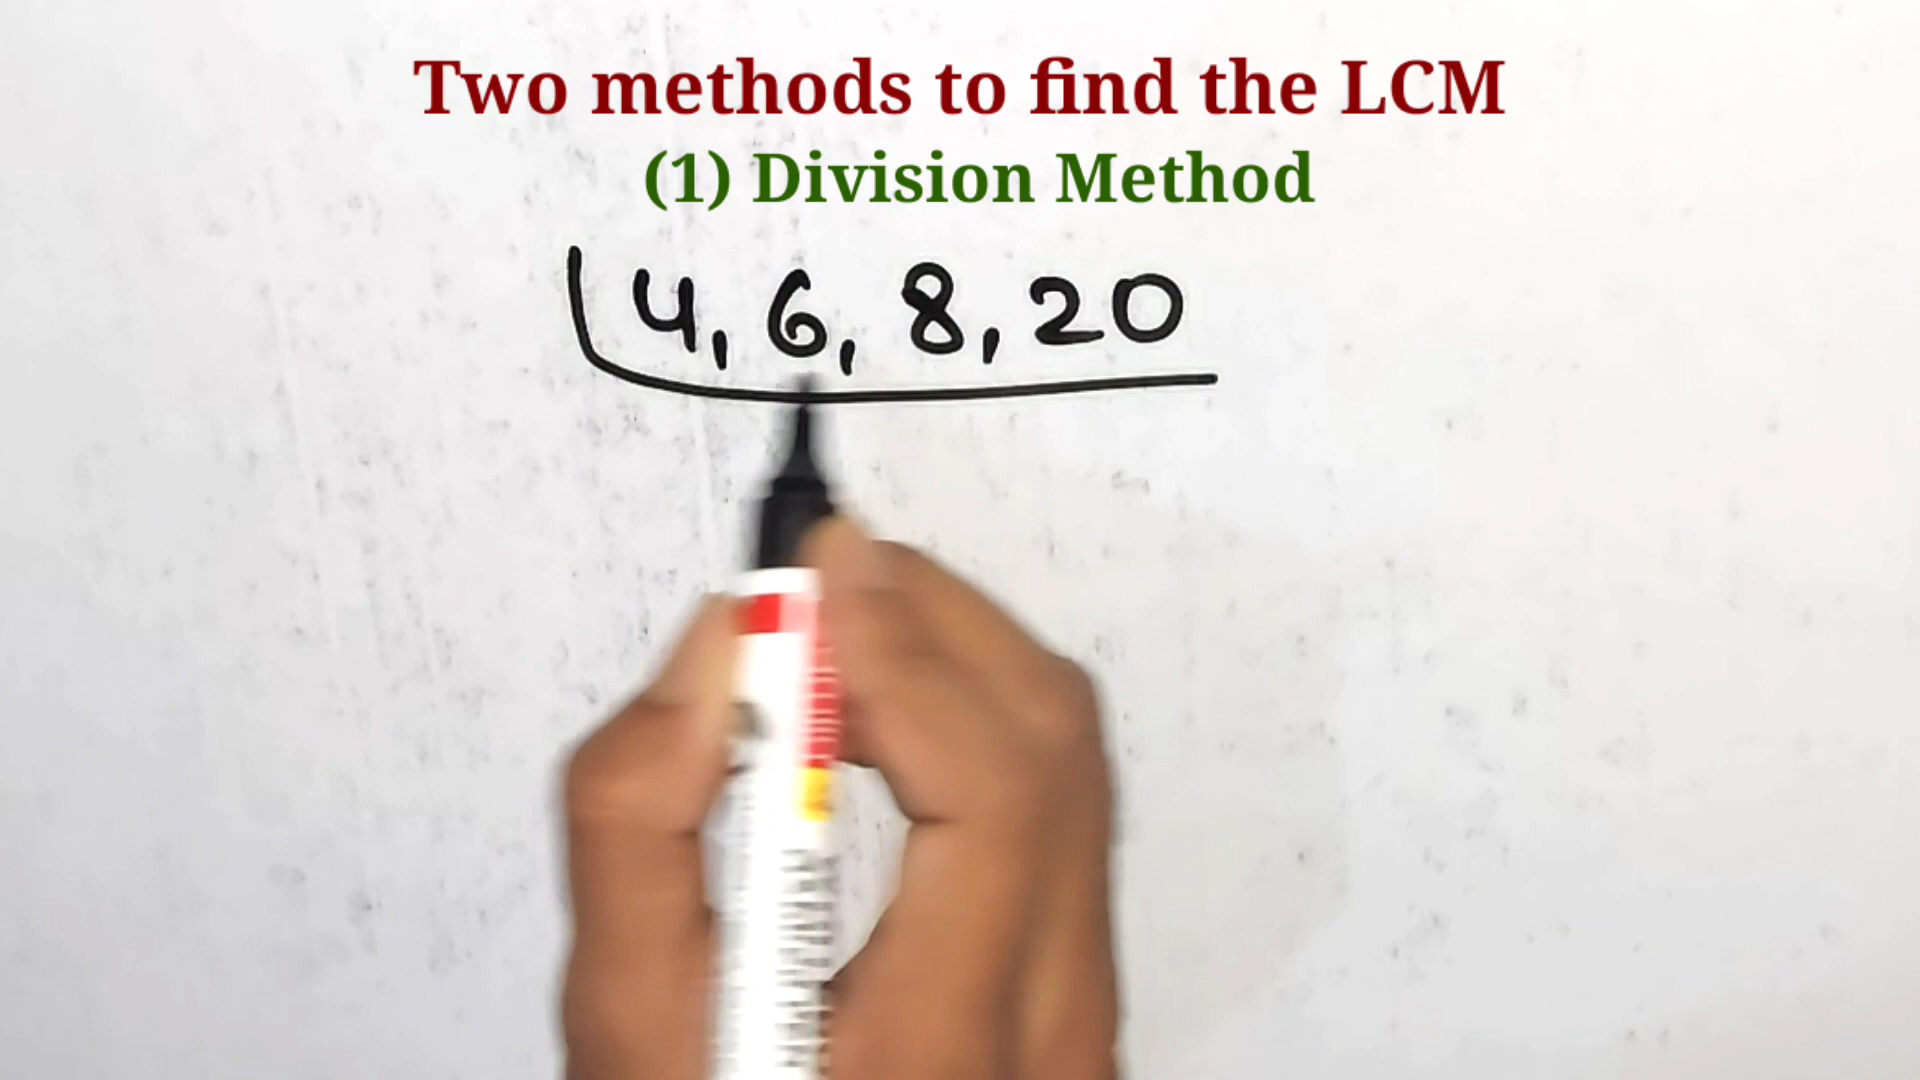 Two methods to find the LCM
(1) Division Method
4, 6, 8, 20